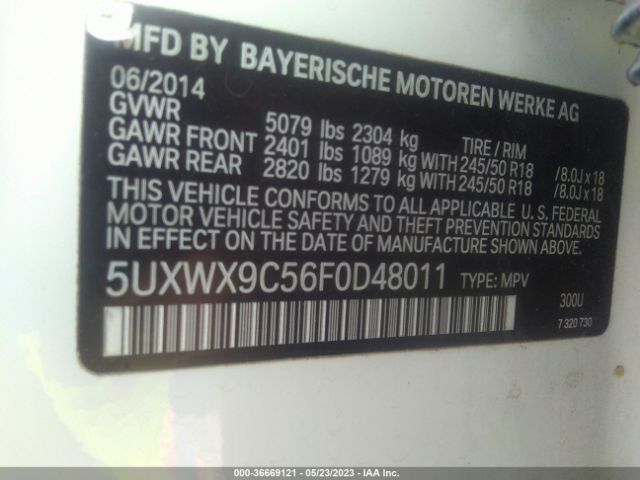 MFD BY BAYERISCHE MOTOREN WERKE AG
06/2014
GVWR 5079 lbs 2304 kg TIRE / RIM
GAWR FRONT 2401 lbs 1089 kg WITH 245/50 R18 / 8.0J x 18
GAWR REAR 2820 lbs 1279 kg WITH 245/50 R18 / 8.0J x 18
THIS VEHICLE CONFORMS TO ALL APPLICABLE U. S. FEDERAL
MOTOR VEHICLE SAFETY AND THEFT PREVENTION STANDARDS
IN EFFECT ON THE DATE OF MANUFACTURE SHOWN ABOVE.
5UXWX9C56F0D48011 TYPE: MPV
300U
7 320 730
000-36669121 - 05/23/2023 - IAA Inc.